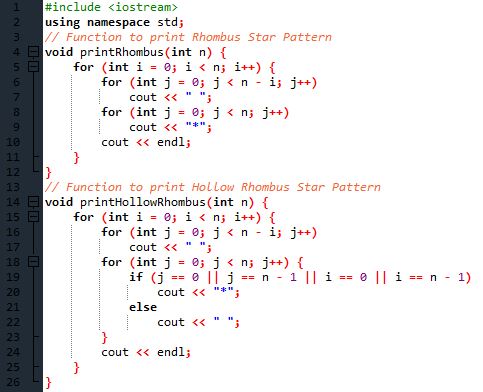 1 #include <iostream>
2 using namespace std;
3 // Function to print Rhombus Star Pattern
4 void printRhombus(int n) {
5     for (int i = 0; i < n; i++) {
6         for (int j = 0; j < n - i; j++)
7             cout << " ";
8         for (int j = 0; j < n; j++)
9             cout << "*";
10         cout << endl;
11     }
12 }
13 // Function to print Hollow Rhombus Star Pattern
14 void printHollowRhombus(int n) {
15     for (int i = 0; i < n; i++) {
16         for (int j = 0; j < n - i; j++)
17             cout << " ";
18         for (int j = 0; j < n; j++) {
19             if (j == 0 || j == n - 1 || i == 0 || i == n - 1)
20                 cout << "*";
21             else
22                 cout << " ";
23         }
24         cout << endl;
25     }
26 }